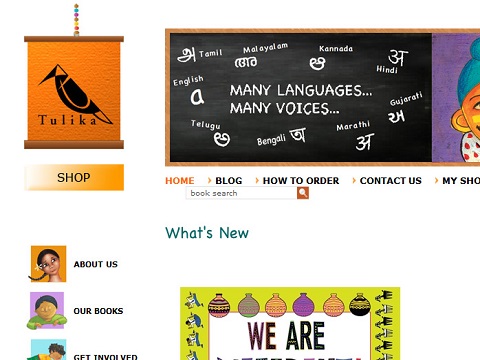 Tulika
SHOP
ABOUT US
OUR BOOKS
GET INVOLVED
Tamil
அ
Malayalam
അ
Kannada
ಅ
Hindi
अ
English
a
MANY LANGUAGES...
MANY VOICES...
Gujarati
અ
Telugu
అ
Bengali
অ
Marathi
अ
HOME
BLOG
HOW TO ORDER
CONTACT US
MY SHO
book search
What's New
WE ARE